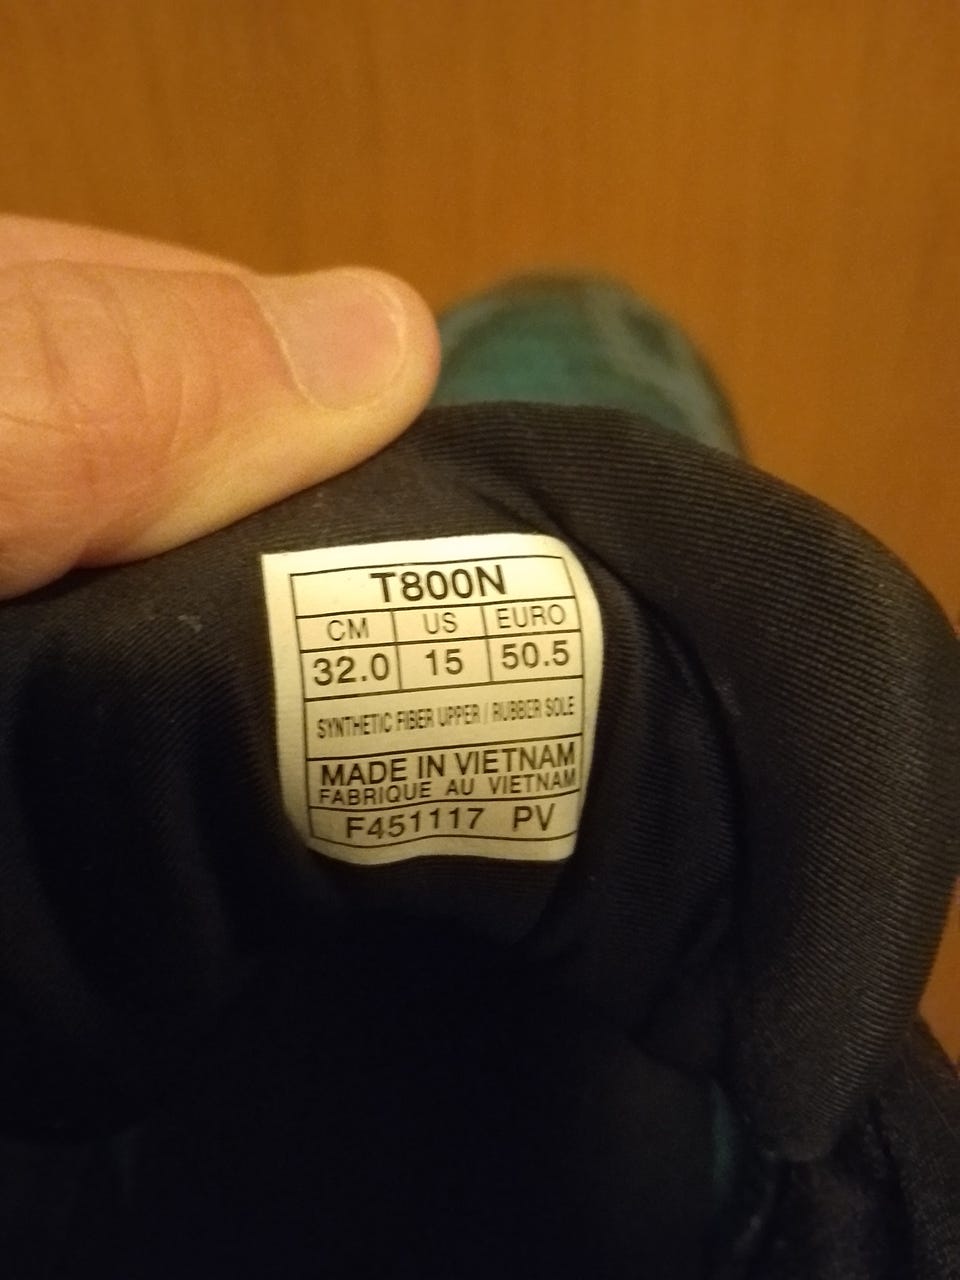 T800N
CM US EURO
32.0 15 50.5
SYNTHETIC FIBER UPPER / RUBBER SOLE
MADE IN VIETNAM
FABRIQUE AU VIETNAM
F451117 PV